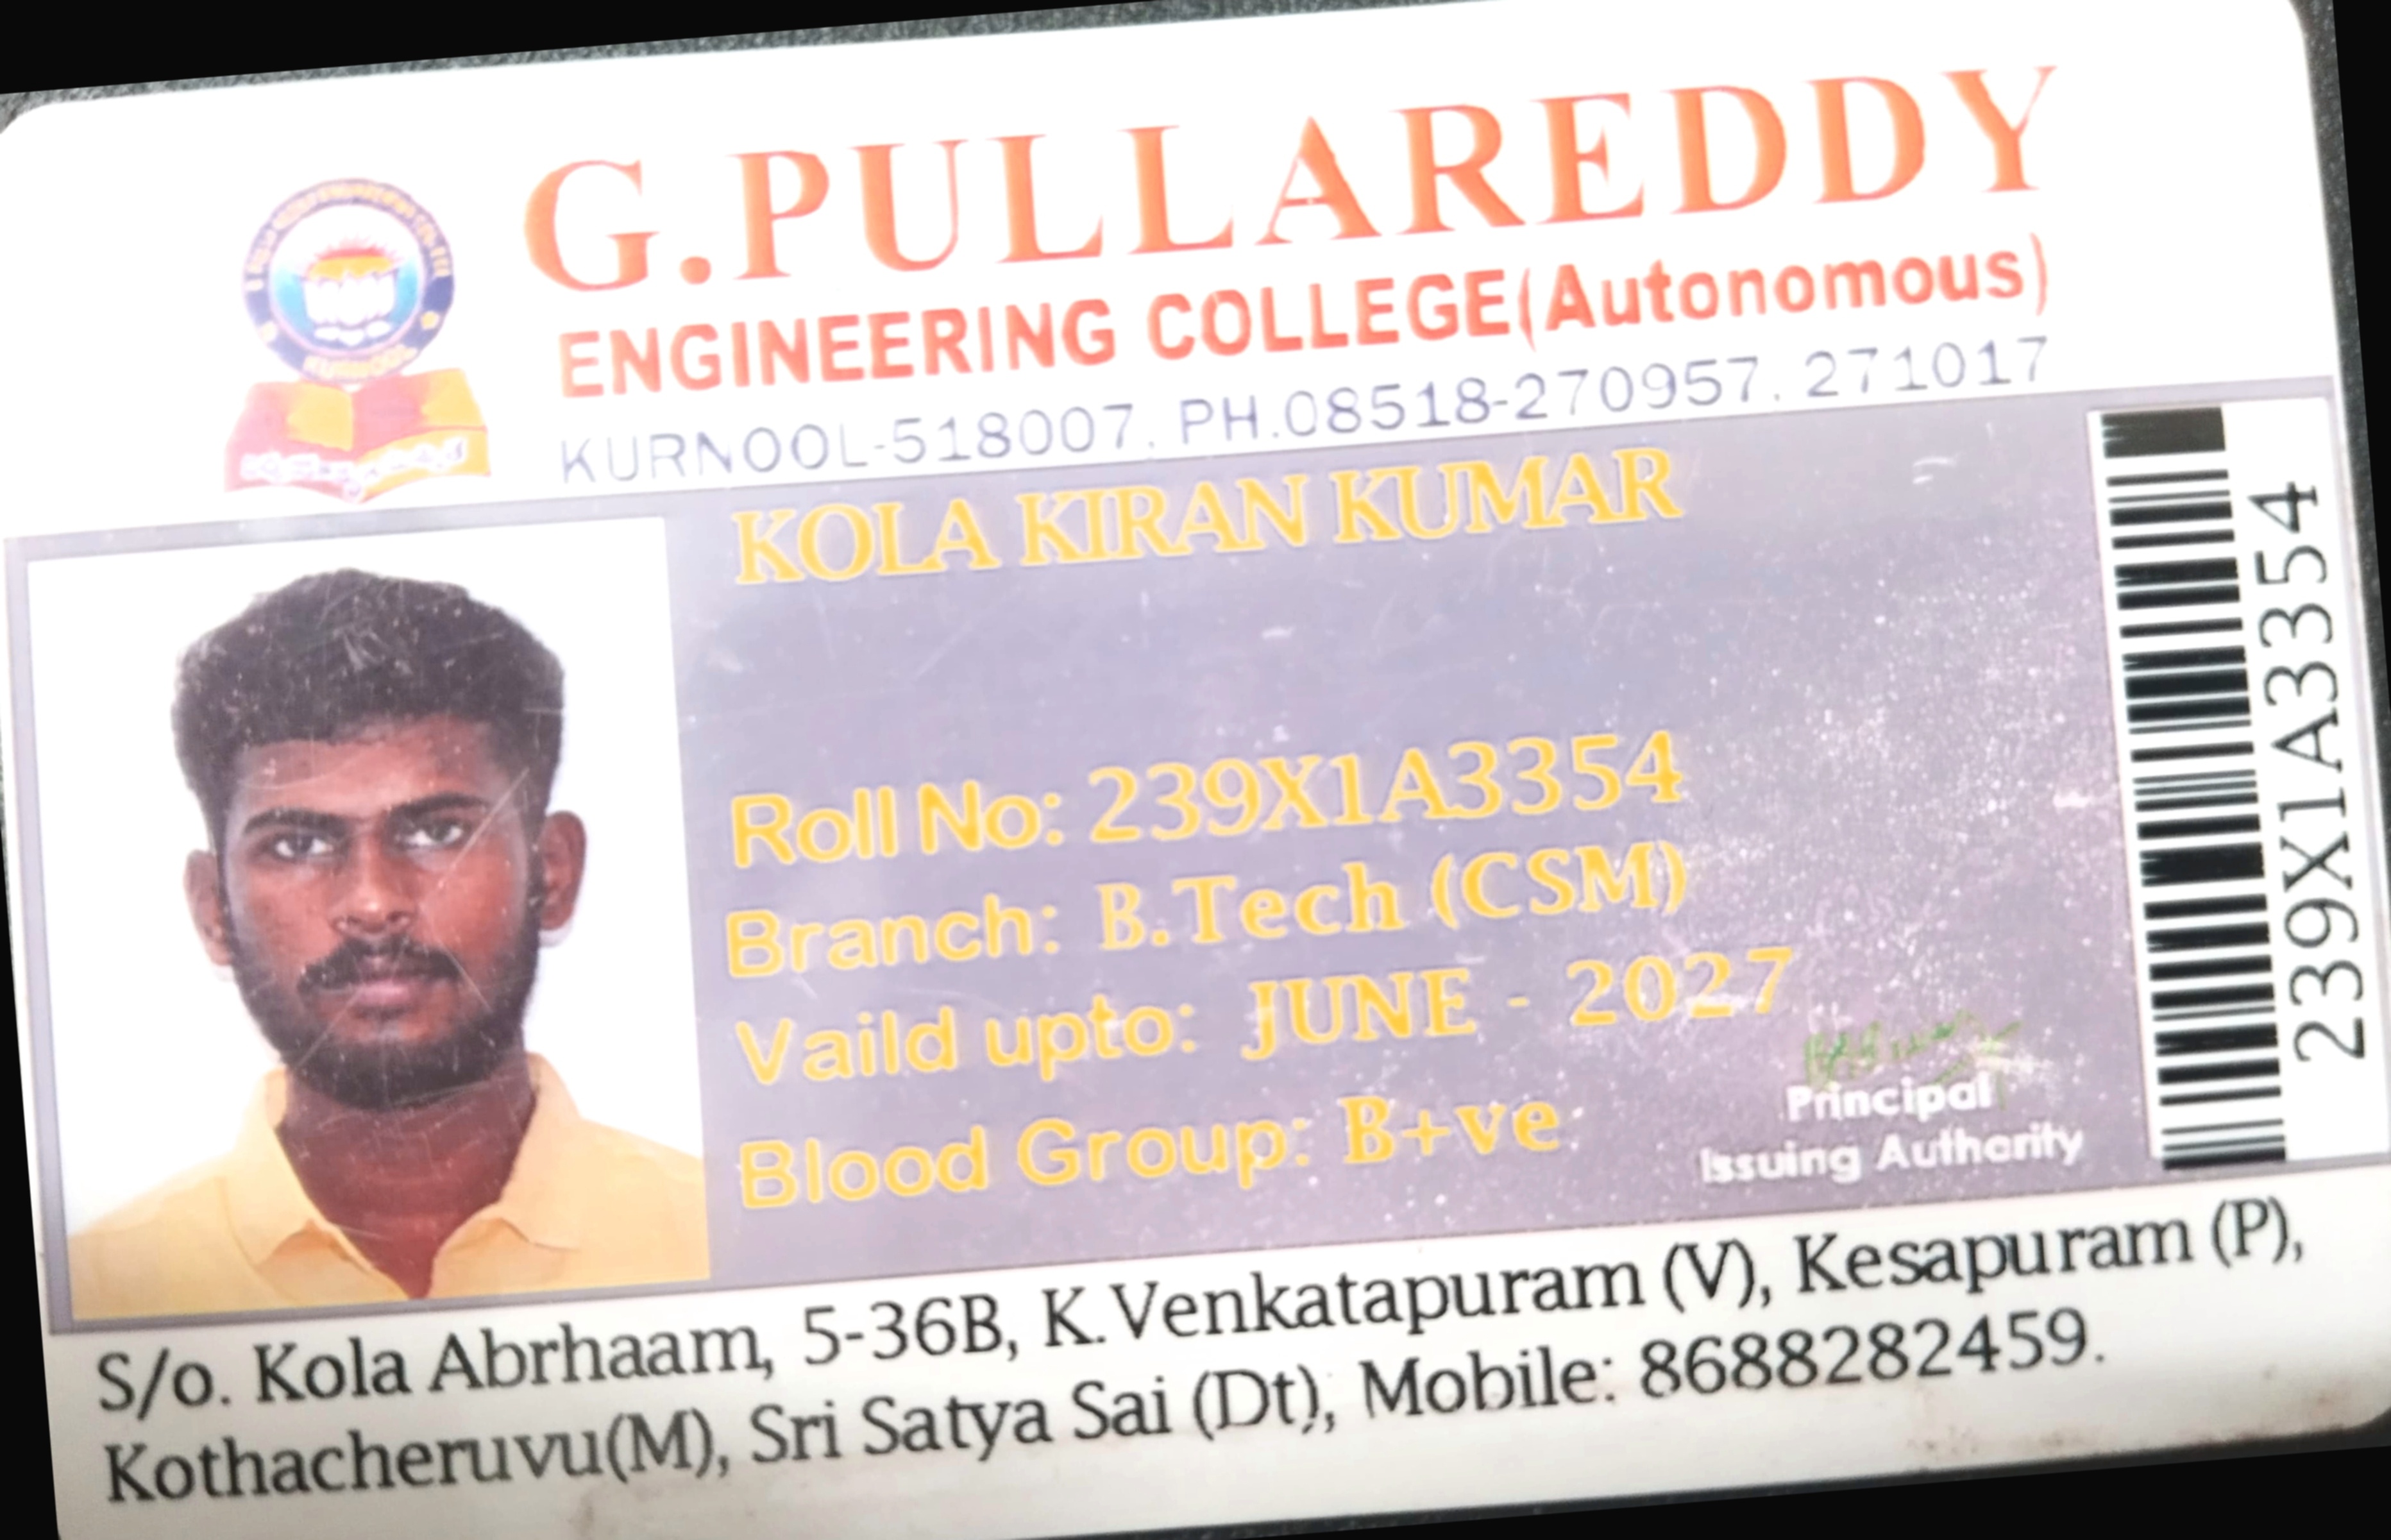 G.PULLAREDDY
ENGINEERING COLLEGE(Autonomous)
KURNOOL-518007, PH.08518-270957, 271017
KURNOOL
KOLA KIRAN KUMAR
Roll No: 239X1A3354
Branch: B.Tech (CSM)
Vaild upto: JUNE - 2027
Blood Group: B+ve
Principal
Issuing Authority
239X1A3354
S/o. Kola Abrhaam, 5-36B, K.Venkatapuram (V), Kesapuram (P),
Kothacheruvu(M), Sri Satya Sai (Dt), Mobile: 8688282459.